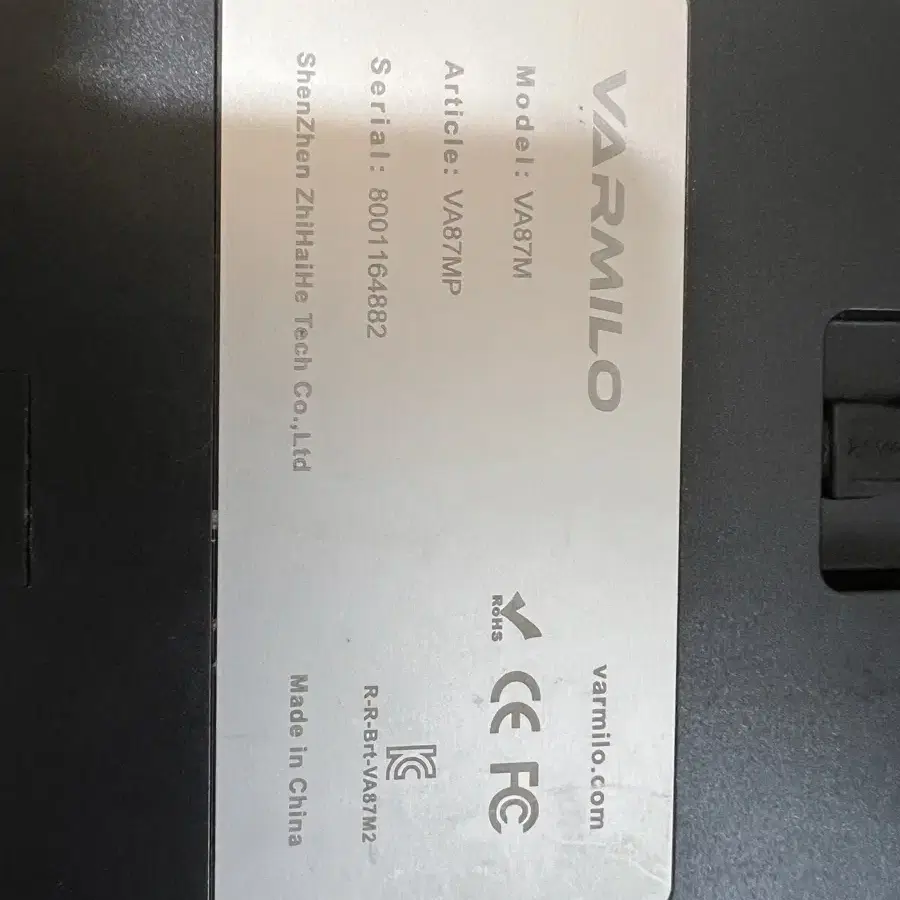 VARMILO
Model: VA87M
Article: VA87MP
Serial: 8001164882
ShenZhen ZhiHaiHe Tech Co.,Ltd
varmilo.com
RoHS CE FC
KC
R-R-Brt-VA87M2
Made in China